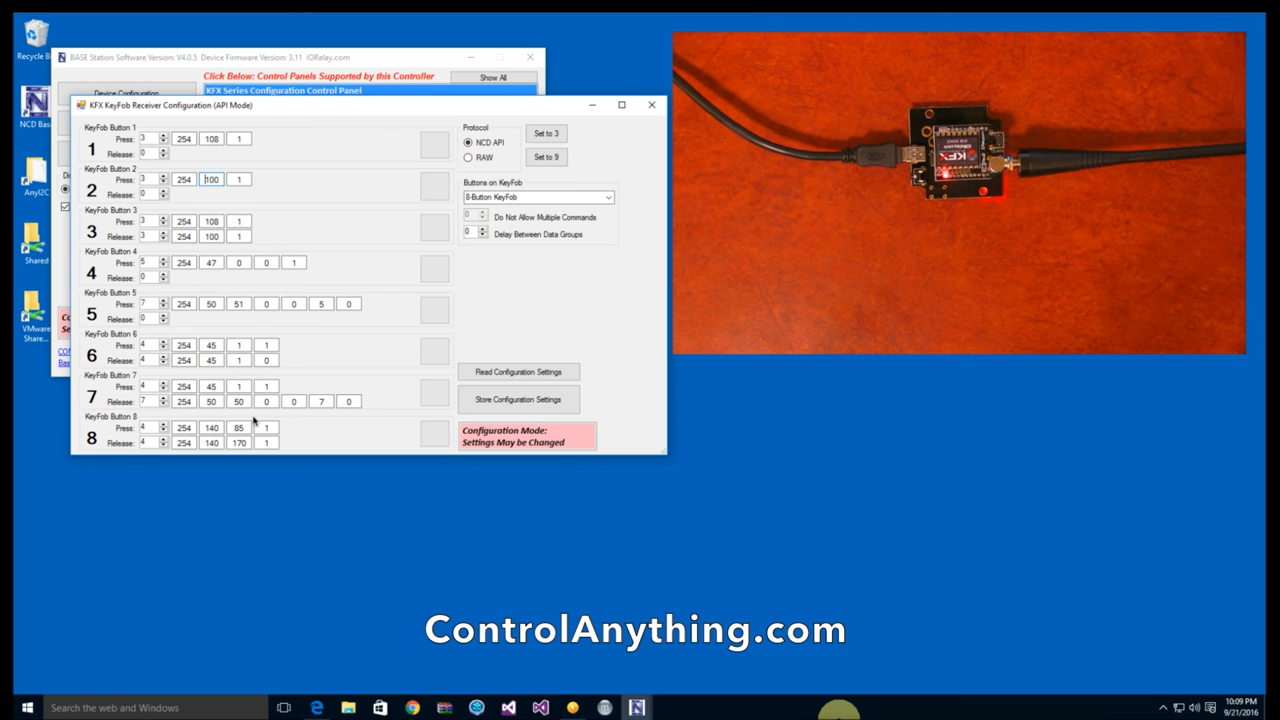 Recycle B
BASE Station Software Version: V4.0.5 Device Firmware Version: 3.11 IORelay.com
Device Configuration
Click Below: Control Panels Supported by this Controller
Show All
KFX Series Configuration Control Panel
NCD Bas
AnyI2C
Shared
VMware
Share...
KFX KeyFob Receiver Configuration (API Mode)
KeyFob Button 1
1
Press: 3 254 108 1
Release: 0
KeyFob Button 2
2
Press: 3 254 100 1
Release: 0
KeyFob Button 3
3
Press: 3 254 108 1
Release: 3 254 100 1
KeyFob Button 4
4
Press: 5 254 47 0 0 1
Release: 0
KeyFob Button 5
5
Press: 7 254 50 51 0 0 5 0
Release: 0
KeyFob Button 6
6
Press: 4 254 45 1 1
Release: 4 254 45 1 0
KeyFob Button 7
7
Press: 4 254 45 1 1
Release: 7 254 50 50 0 0 7 0
KeyFob Button 8
8
Press: 4 254 140 85 1
Release: 4 254 140 170 1
Protocol
NCD API
RAW
Set to 3
Set to 9
Buttons on KeyFob
8-Button KeyFob
0 Do Not Allow Multiple Commands
0 Delay Between Data Groups
Read Configuration Settings
Store Configuration Settings
Configuration Mode:
Settings May be Changed
KFX
ControlAnything.com
Search the web and Windows
10:09 PM
9/21/2016